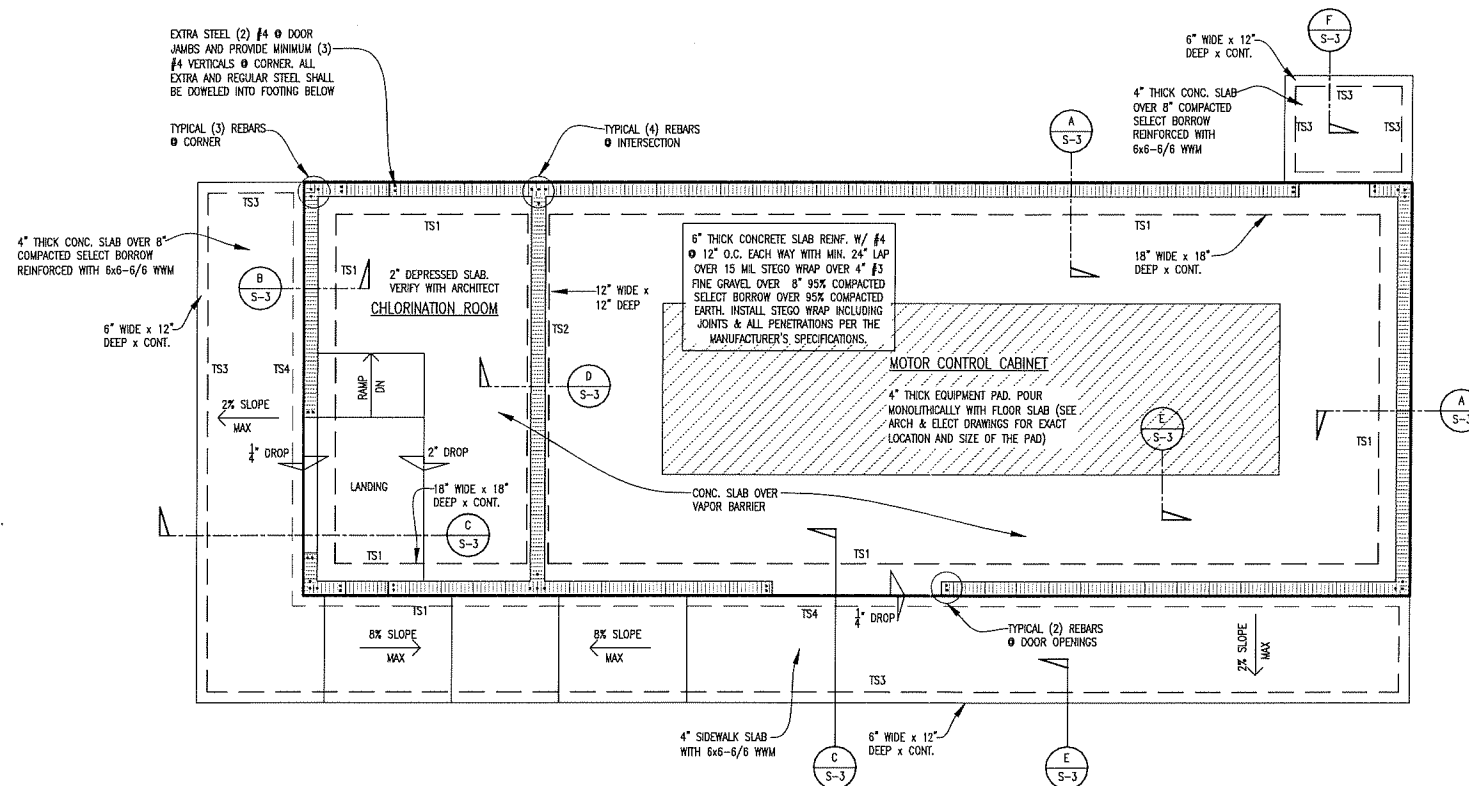 EXTRA STEEL (2) #4 @ DOOR
JAMBS AND PROVIDE MINIMUM (3)
#4 VERTICALS @ CORNER. ALL
EXTRA AND REGULAR STEEL SHALL
BE DOWELED INTO FOOTING BELOW
TYPICAL (3) REBARS
@ CORNER
TYPICAL (4) REBARS
@ INTERSECTION
A
S-3
6" WIDE x 12"
DEEP x CONT.
F
S-3
4" THICK CONC. SLAB
OVER 8" COMPACTED
SELECT BORROW
REINFORCED WITH
6x6-6/6 WWM
TS3
TS3
TS3
4" THICK CONC. SLAB OVER 8"
COMPACTED SELECT BORROW
REINFORCED WITH 6x6-6/6 WWM
TS3
TS1
TS1
B
S-3
2" DEPRESSED SLAB.
VERIFY WITH ARCHITECT
CHLORINATION ROOM
12" WIDE x
12" DEEP
TS2
6" THICK CONCRETE SLAB REINF. W/ #4
@ 12" O.C. EACH WAY WITH MIN. 24" LAP
OVER 15 MIL STEGO WRAP OVER 4" #3
FINE GRAVEL OVER 8" 95% COMPACTED
SELECT BORROW OVER 95% COMPACTED
EARTH. INSTALL STEGO WRAP INCLUDING
JOINTS & ALL PENETRATIONS PER THE
MANUFACTURER'S SPECIFICATIONS.
TS1
18" WIDE x 18"
DEEP x CONT.
6" WIDE x 12"
DEEP x CONT.
TS3
TS4
2% SLOPE
MAX
RAMP
DN
D
S-3
MOTOR CONTROL CABINET
4" THICK EQUIPMENT PAD. POUR
MONOLITHICALLY WITH FLOOR SLAB (SEE
ARCH & ELECT DRAWINGS FOR EXACT
LOCATION AND SIZE OF THE PAD)
E
S-3
TS1
A
S-3
1/4" DROP
2" DROP
LANDING
18" WIDE x 18"
DEEP x CONT.
CONC. SLAB OVER
VAPOR BARRIER
C
S-3
TS1
TS1
TS1
TS4
1/4" DROP
TYPICAL (2) REBARS
@ DOOR OPENINGS
8% SLOPE
MAX
8% SLOPE
MAX
2% SLOPE
MAX
TS3
4" SIDEWALK SLAB
WITH 6x6-6/6 WWM
C
S-3
6" WIDE x 12"
DEEP x CONT.
E
S-3